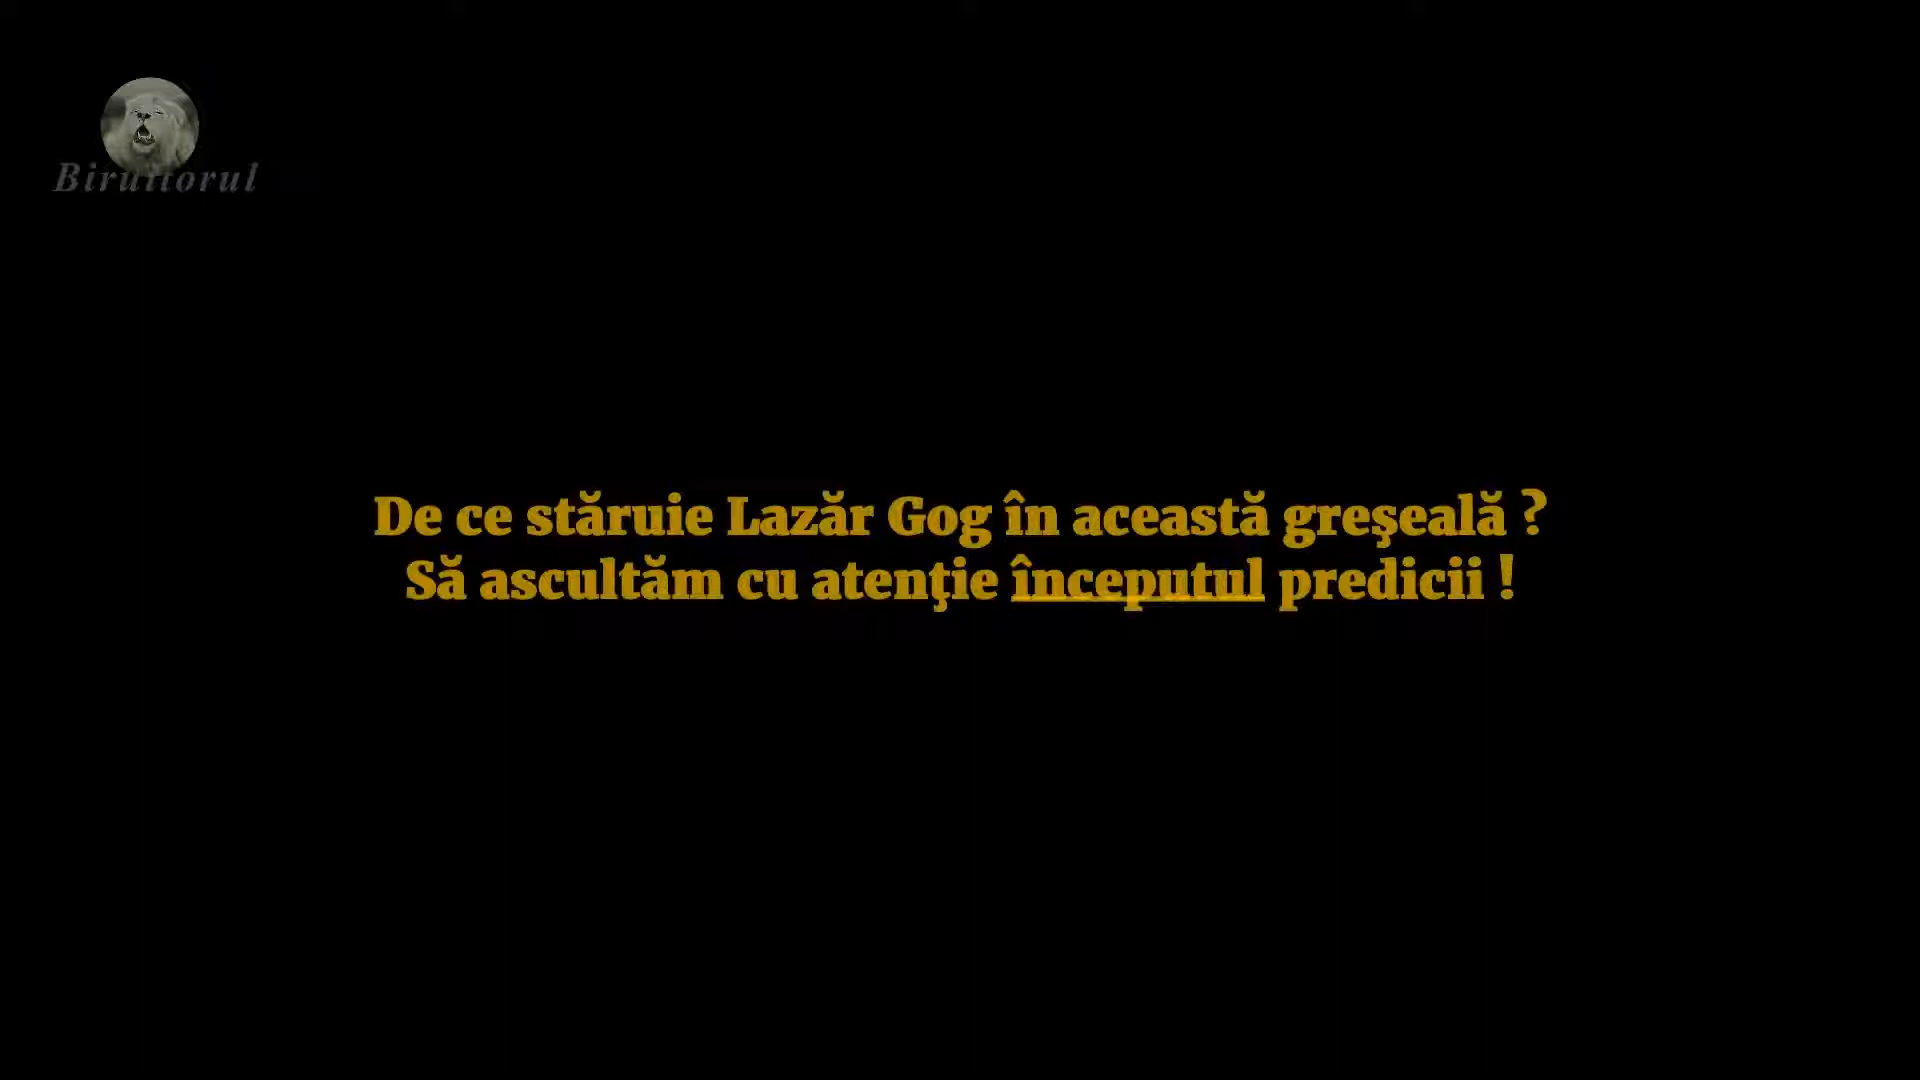 Biruitorul
De ce stăruie Lazăr Gog în această greşeală ?
Să ascultăm cu atenţie începutul predicii !